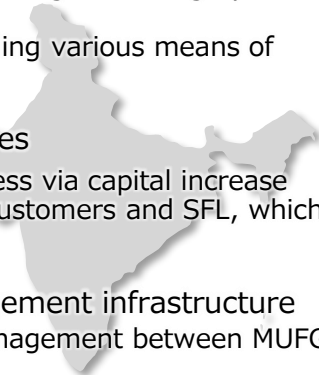 ing various means of
es
ess via capital increase
ustomers and SFL, which
ement infrastructure
nagement between MUFG